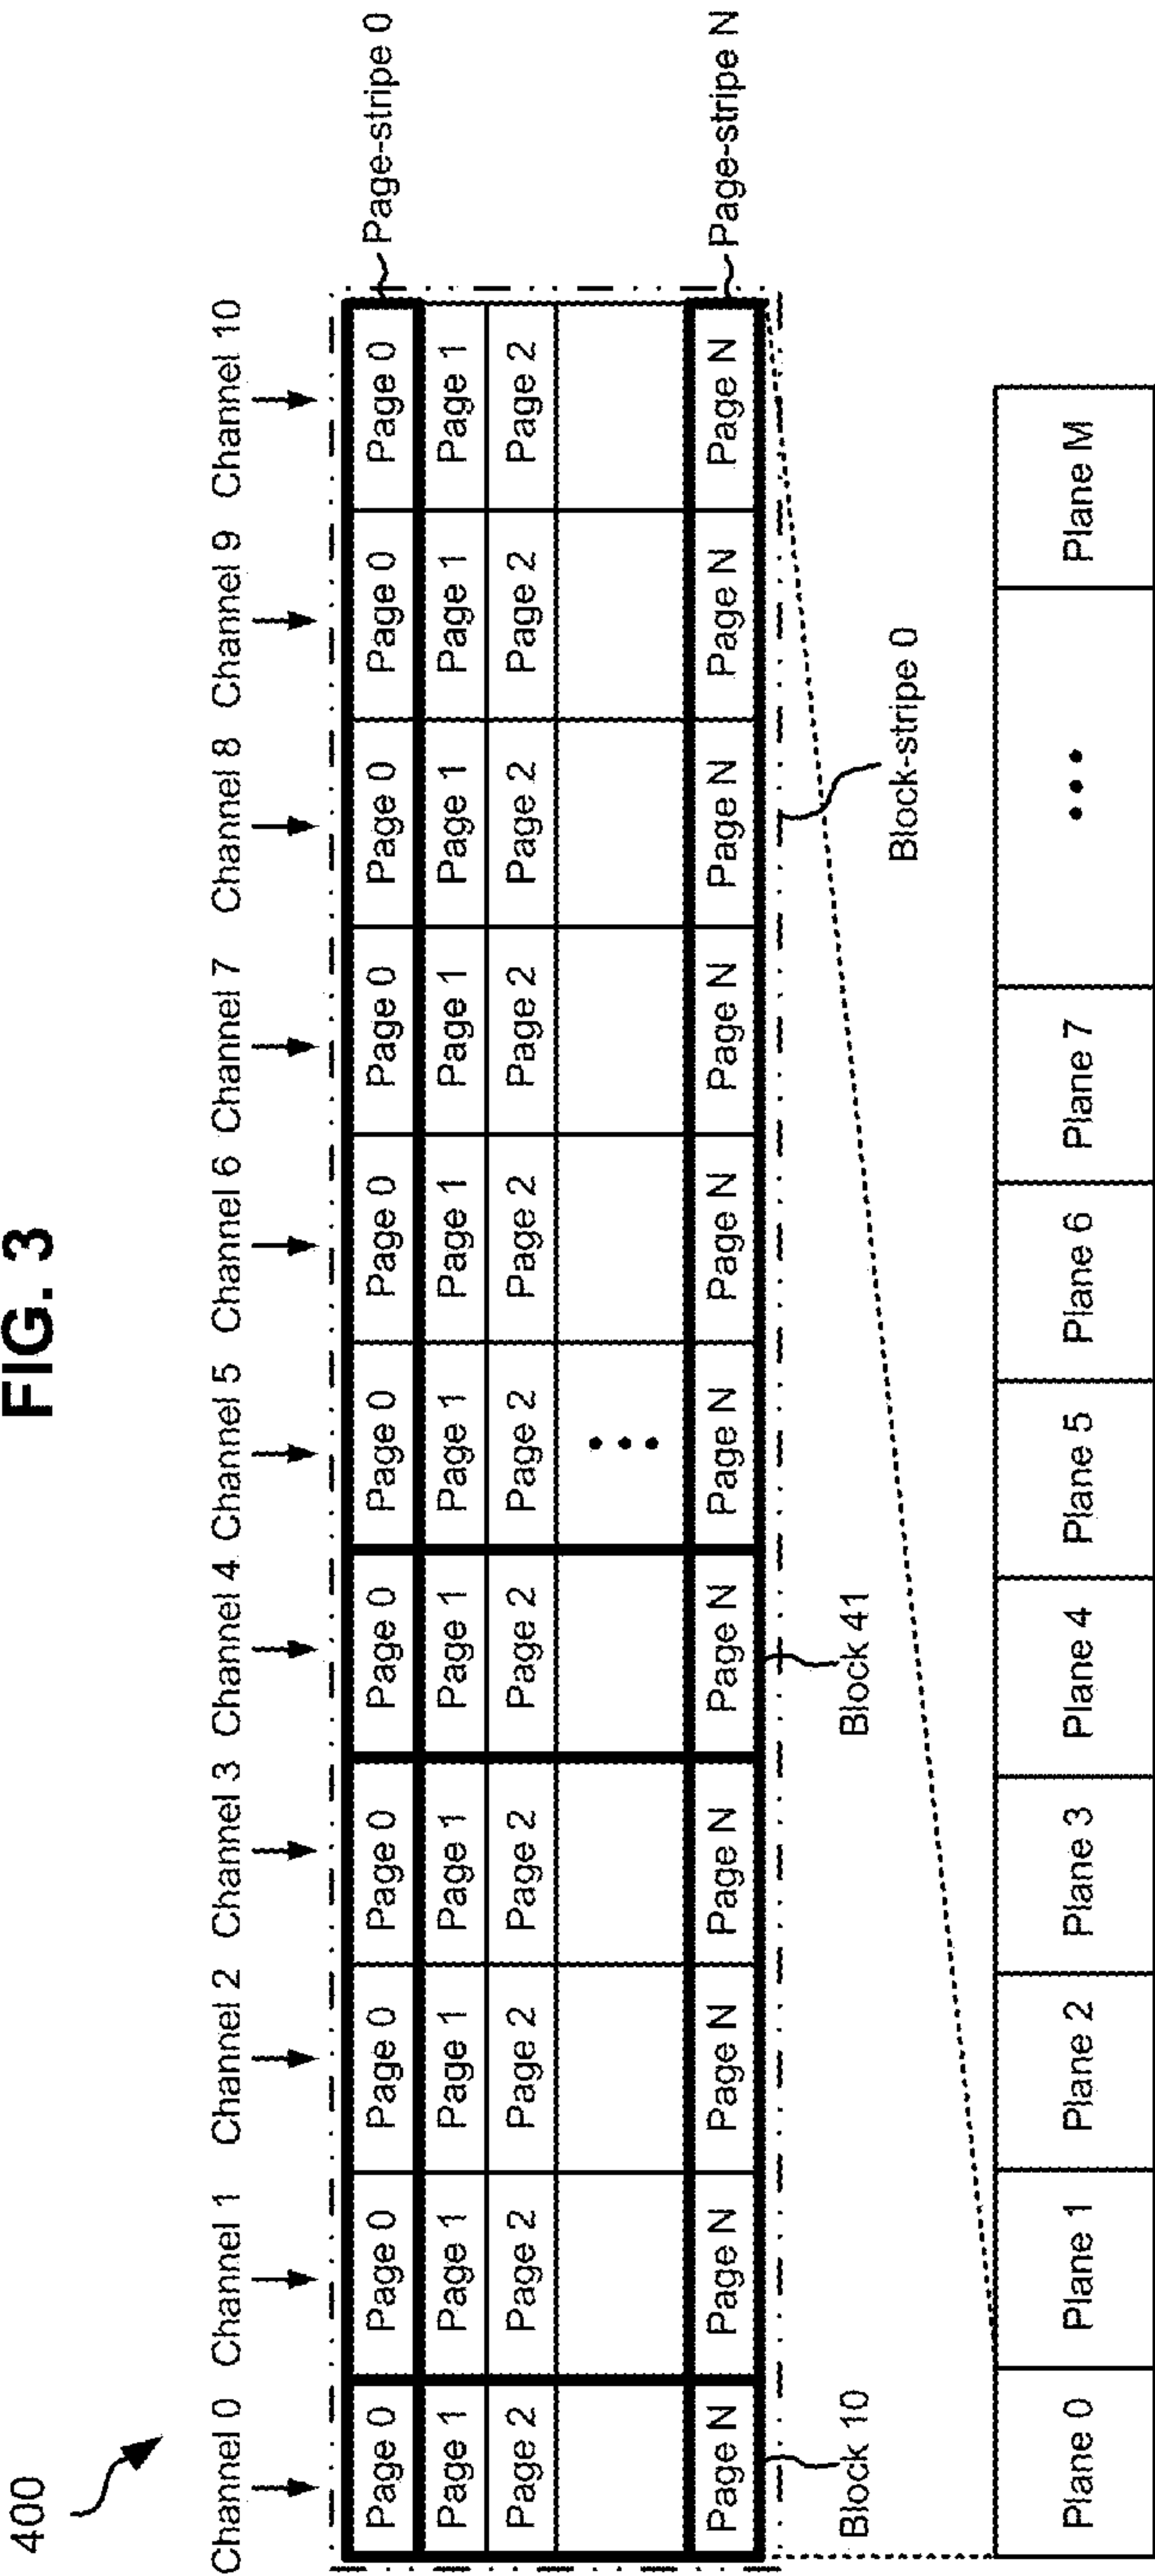 FIG. 3
400
Channel 0 Channel 1 Channel 2 Channel 3 Channel 4 Channel 5 Channel 6 Channel 7 Channel 8 Channel 9 Channel 10
Page 0 Page 0 Page 0 Page 0 Page 0 Page 0 Page 0 Page 0 Page 0 Page 0 Page 0 Page-stripe 0
Page 1 Page 1 Page 1 Page 1 Page 1 Page 1 Page 1 Page 1 Page 1 Page 1 Page 1
Page 2 Page 2 Page 2 Page 2 Page 2 Page 2 Page 2 Page 2 Page 2 Page 2 Page 2
Page N Page N Page N Page N Page N Page N Page N Page N Page N Page N Page N Page-stripe N
Block 10 Block 41 Block-stripe 0
Plane 0 Plane 1 Plane 2 Plane 3 Plane 4 Plane 5 Plane 6 Plane 7 ••• Plane M